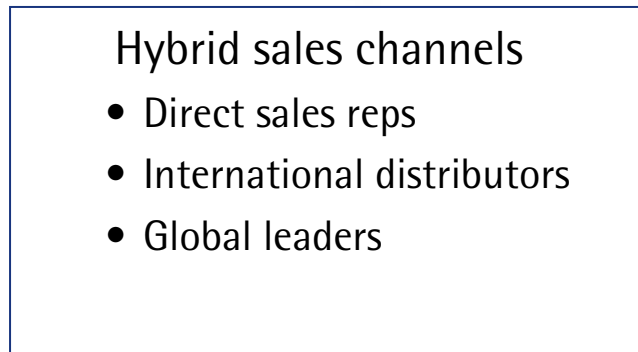 Hybrid sales channels
• Direct sales reps
• International distributors
• Global leaders